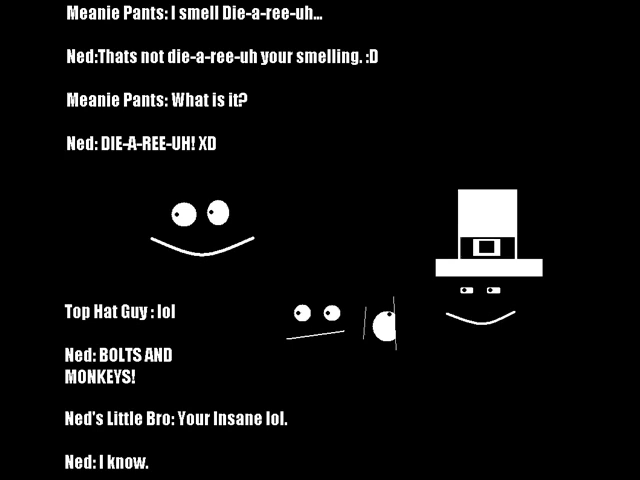 Meanie Pants: I smell Die-a-ree-uh...
Ned:Thats not die-a-ree-uh your smelling. :D
Meanie Pants: What is it?
Ned: DIE-A-REE-UH! XD
Top Hat Guy : lol
Ned: BOLTS AND
MONKEYS!
Ned's Little Bro: Your Insane lol.
Ned: I know.